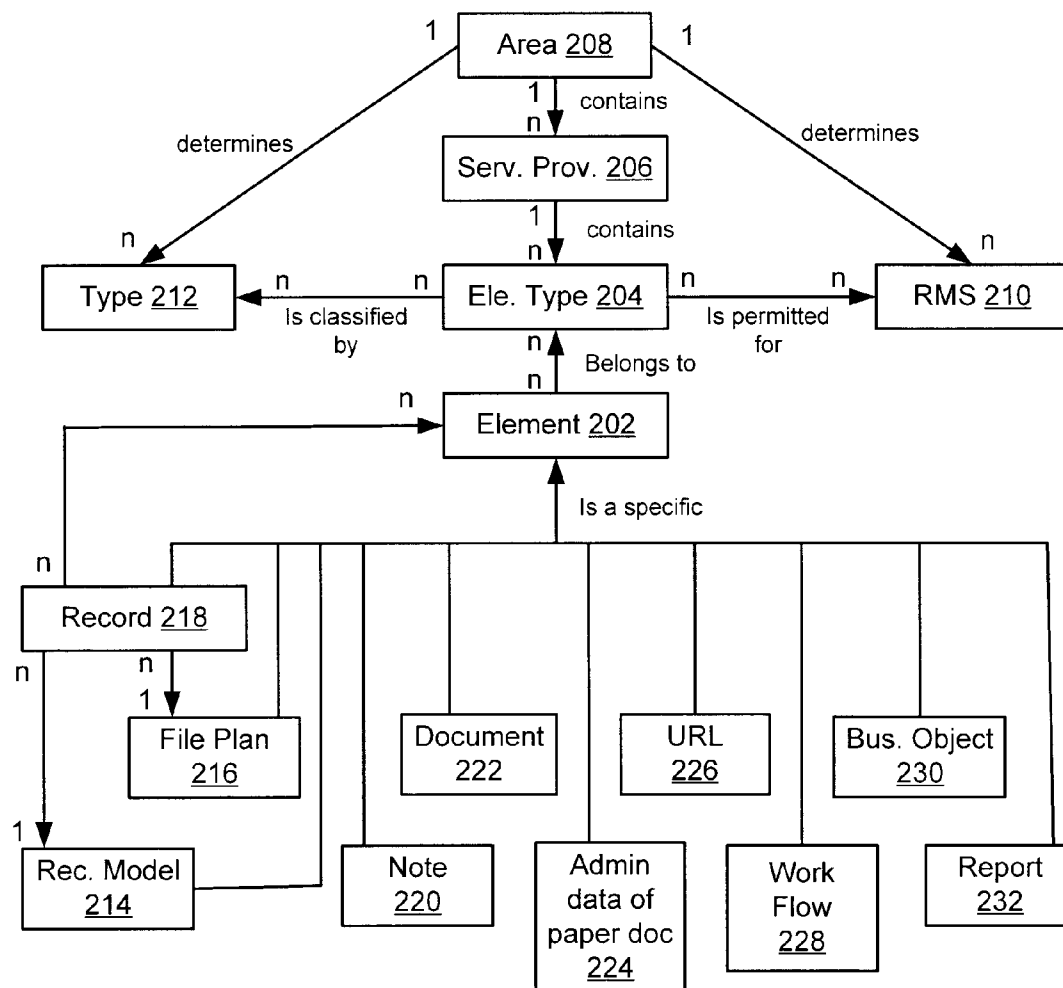 1
Area 208
1
1
contains
n
determines
determines
Serv. Prov. 206
1
contains
n
n
n
Type 212
n
n
Ele. Type 204
n
n
RMS 210
Is classified
by
Is permitted
for
n
Belongs to
n
n
Element 202
Is a specific
n
Record 218
n
n
1
File Plan
216
Document
222
URL
226
Bus. Object
230
1
Rec. Model
214
Note
220
Admin
data of
paper doc
224
Work
Flow
228
Report
232